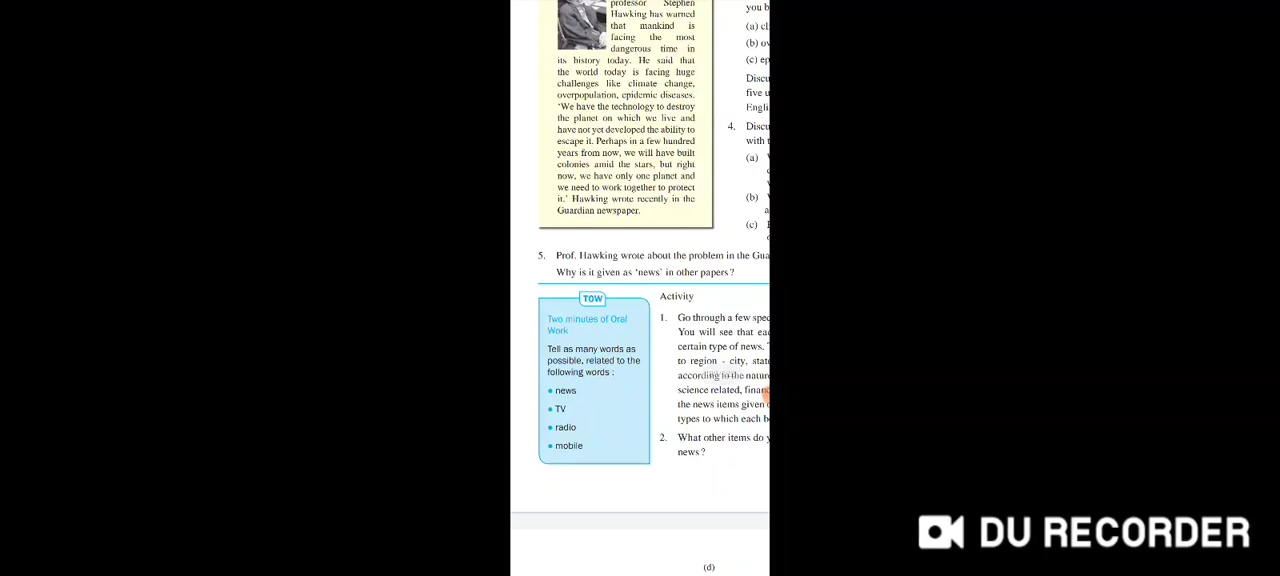 professor Stephen
Hawking has warned
that mankind is
facing the most
dangerous time in
its history today. He said that
the world today is facing huge
challenges like climate change,
overpopulation, epidemic diseases.
‘We have the technology to destroy
the planet on which we live and
have not yet developed the ability to
escape it. Perhaps in a few hundred
years from now, we will have built
colonies amid the stars, but right
now, we have only one planet and
we need to work together to protect
it.’ Hawking wrote recently in the
Guardian newspaper.
you b
(a) cl
(b) ov
(c) ep
Discu
five u
Engli
4. Discu
with t
(a)
(b)
a
(c)
5. Prof. Hawking wrote about the problem in the Gua
Why is it given as ‘news’ in other papers ?
TOW
Two minutes of Oral
Work
Tell as many words as
possible, related to the
following words :
• news
• TV
• radio
• mobile
Activity
1. Go through a few spec
You will see that eac
certain type of news.
to region - city, state
according to the nature
science related, financ
the news items given
types to which each b
2. What other items do y
news ?
(d)
DU RECORDER